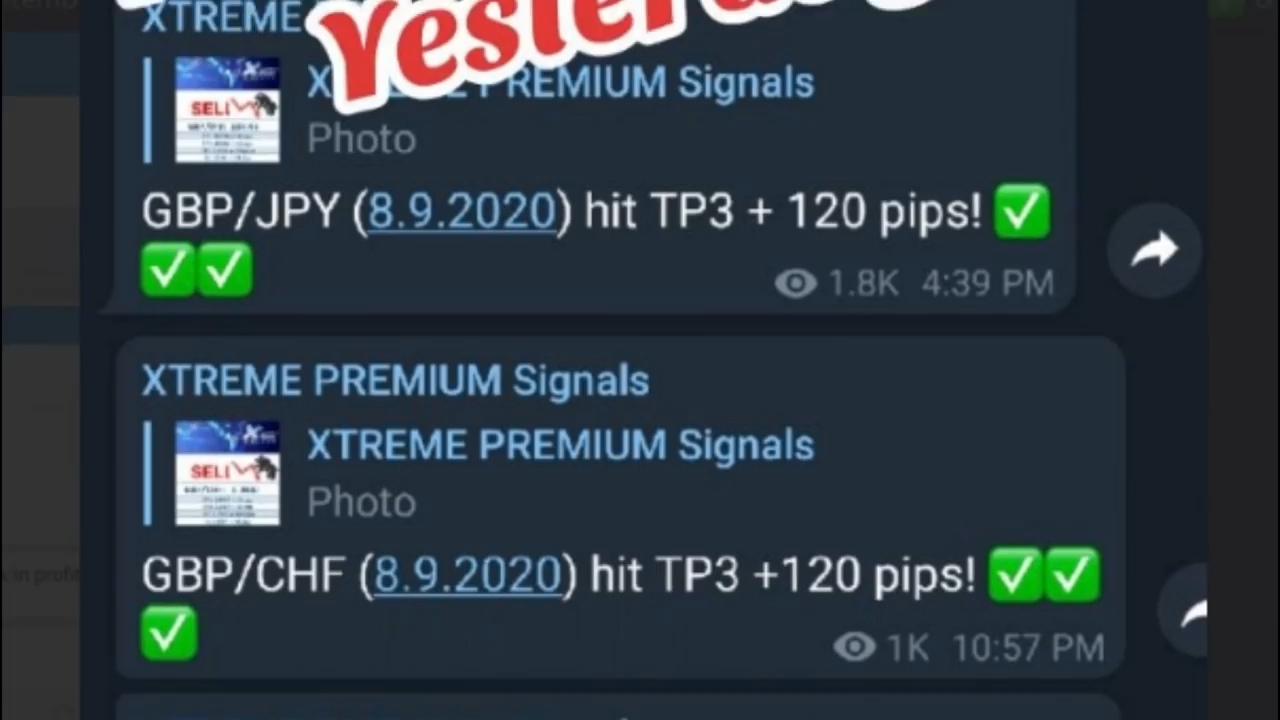 XTREME
Yesterday
PREMIUM Signals
SELL
Photo
GBP/JPY (8.9.2020) hit TP3 + 120 pips! ✅
✅✅
1.8K 4:39 PM
XTREME PREMIUM Signals
XTREME PREMIUM Signals
SELL
Photo
GBP/CHF (8.9.2020) hit TP3 +120 pips! ✅✅
✅
1K 10:57 PM